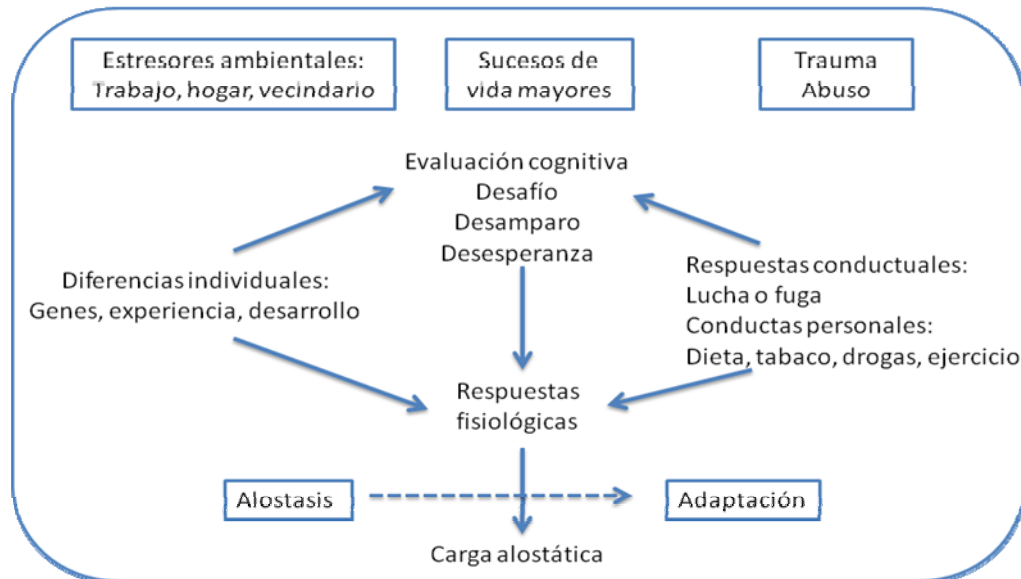 Estresores ambientales:
Trabajo, hogar, vecindario
Sucesos de
vida mayores
Trauma
Abuso
Evaluación cognitiva
Desafío
Desamparo
Desesperanza
Diferencias individuales:
Genes, experiencia, desarrollo
Respuestas conductuales:
Lucha o fuga
Conductas personales:
Dieta, tabaco, drogas, ejercicio
Respuestas
fisiológicas
Alostasis
Adaptación
Carga alostática